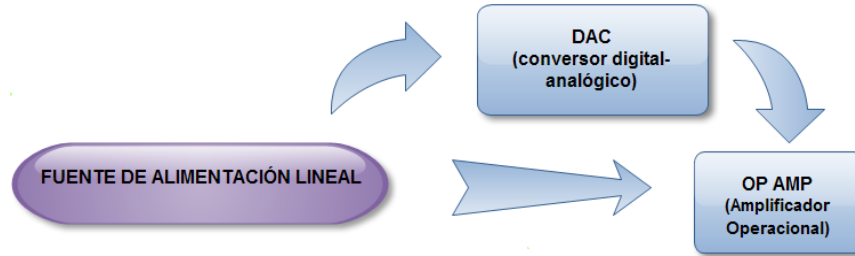 DAC
(conversor digital-
analógico)
FUENTE DE ALIMENTACIÓN LINEAL
OP AMP
(Amplificador
Operacional)